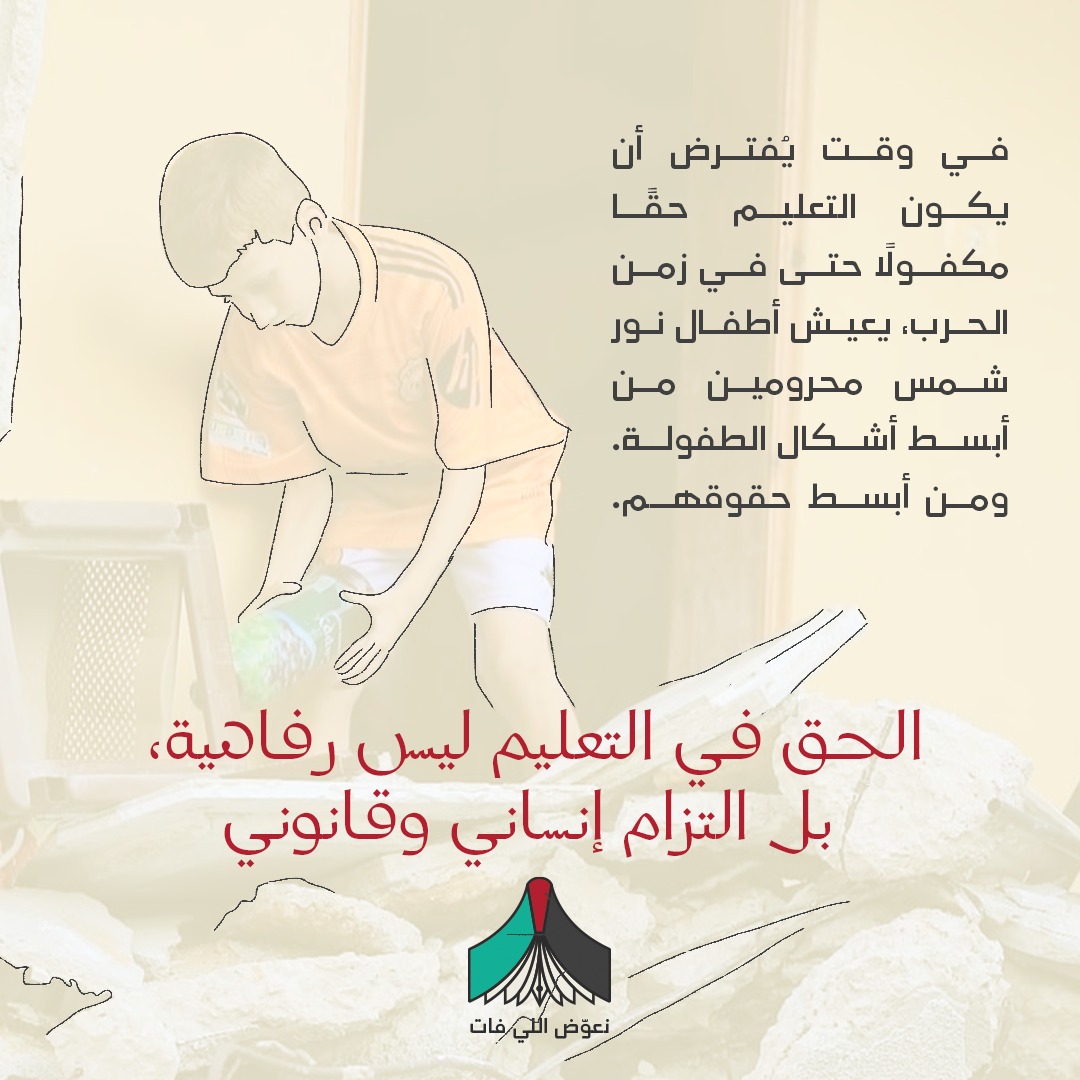 في وقت يُفترض أن
يكون التعليم حقًّا
مكفولًا حتى في زمن
الحرب، يعيش أطفال نور
شمس محرومين من
أبسط أشكال الطفولة.
ومن أبسط حقوقهم.
الحق في التعليم ليس رفاهية،
بل التزام إنساني وقانوني
نعوّض اللي فات